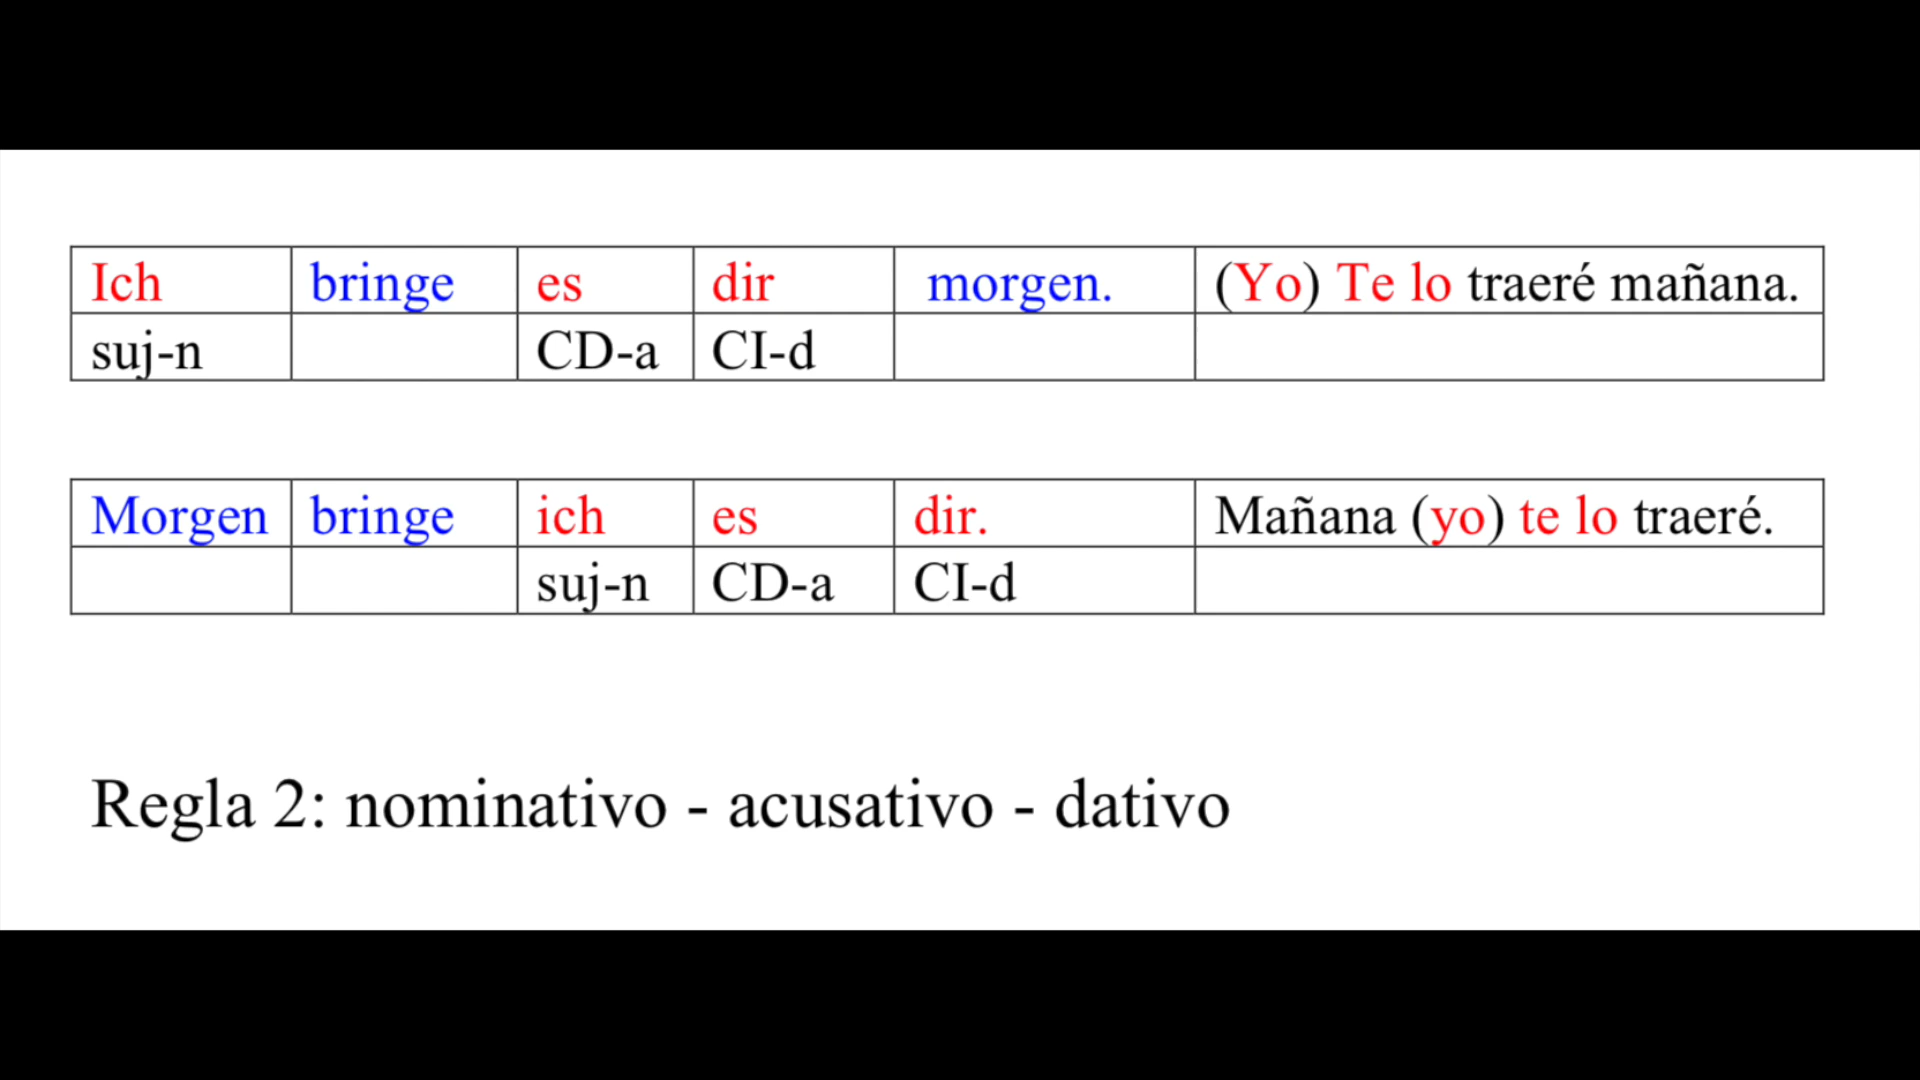 Ich bringe es dir morgen. (Yo) Te lo traeré mañana.
suj-n CD-a CI-d
Morgen bringe ich es dir. Mañana (yo) te lo traeré.
suj-n CD-a CI-d
Regla 2: nominativo - acusativo - dativo